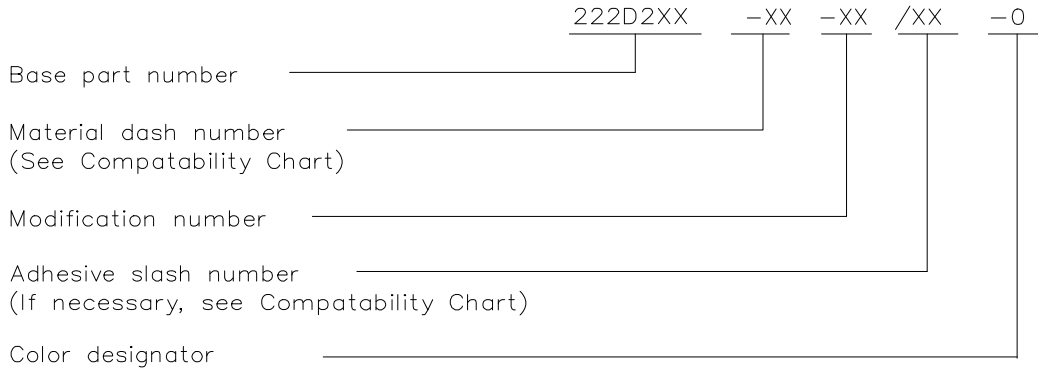 222D2XX -XX -XX /XX -0
Base part number
Material dash number
(See Compatability Chart)
Modification number
Adhesive slash number
(If necessary, see Compatability Chart)
Color designator